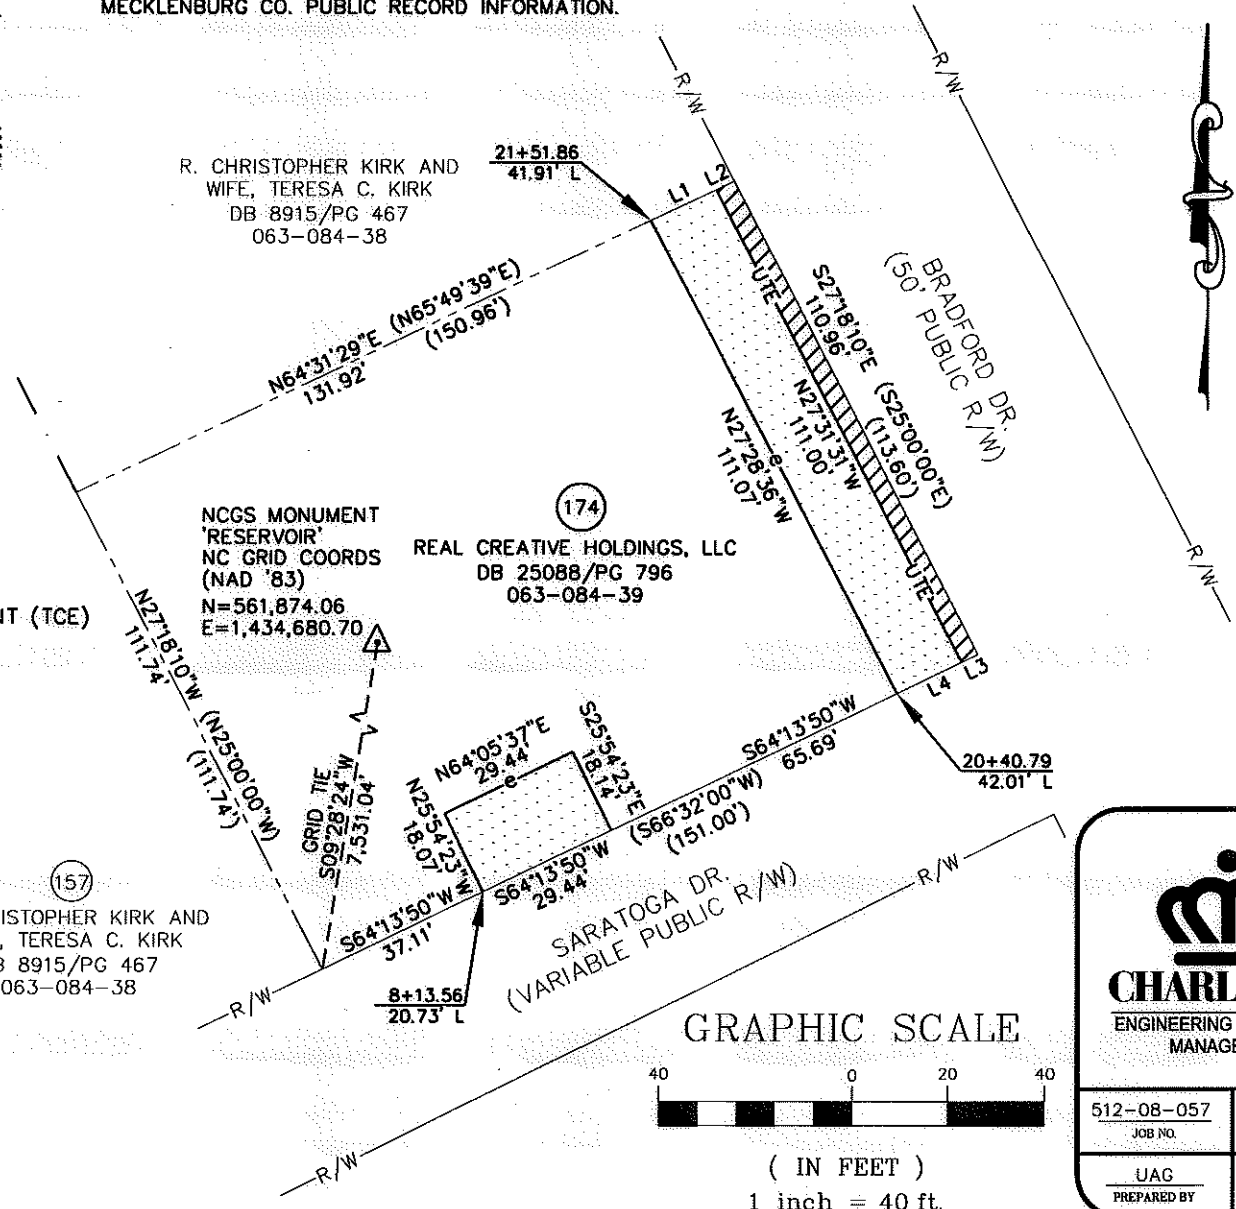 MECKLENBURG CO. PUBLIC RECORD INFORMATION.
R/W
R/W
R. CHRISTOPHER KIRK AND
WIFE, TERESA C. KIRK
DB 8915/PG 467
063-084-38
21+51.86
41.91' L
L1
L2
UTE
S27°18'10"E (S25°00'00"E)
110.96' (113.60')
BRADFORD DR.
(50' PUBLIC R/W)
N64°31'29"E (N65°49'39"E)
131.92' (150.96')
N27°31'31"W
111.00'
N27°28'36"W
111.07'
e
UTE
R/W
NCGS MONUMENT
'RESERVOIR'
NC GRID COORDS
(NAD '83)
N=561,874.06
E=1,434,680.70
174
REAL CREATIVE HOLDINGS, LLC
DB 25088/PG 796
063-084-39
NT (TCE)
N27°18'10"W (N25°00'00"W)
111.74' (111.74')
GRID TIE
S09°28'24"W
7,531.04'
N64°05'37"E
29.44'
e
S25°54'23"E
18.14'
N25°54'23"W
18.07'
S64°13'50"W
65.69'
(S66°32'00"W)
(151.00')
L4
L3
20+40.79
42.01' L
S64°13'50"W
29.44'
S64°13'50"W
37.11'
157
ISTOPHER KIRK AND
, TERESA C. KIRK
8915/PG 467
063-084-38
8+13.56
20.73' L
SARATOGA DR.
(VARIABLE PUBLIC R/W)
R/W
R/W
R/W
GRAPHIC SCALE
40 0 20 40
( IN FEET )
1 inch = 40 ft.
CHARL
ENGINEERING
MANAGE
512-08-057
JOB NO.
UAG
PREPARED BY